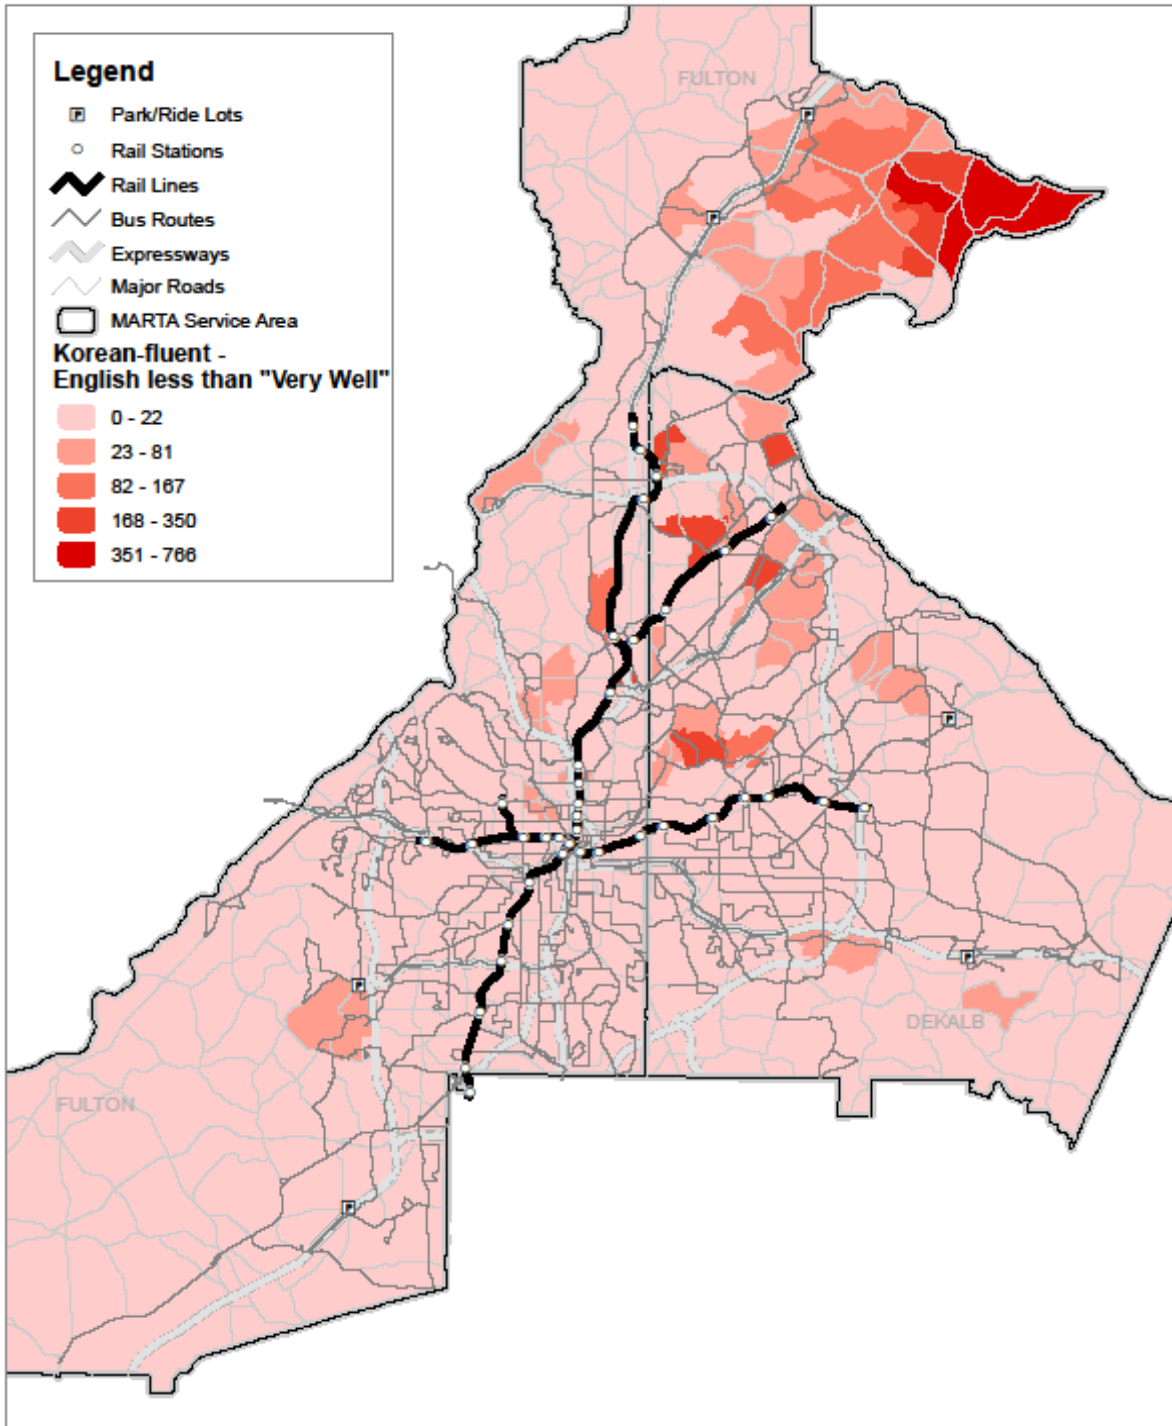 Legend
P Park/Ride Lots
Rail Stations
Rail Lines
Bus Routes
Expressways
Major Roads
MARTA Service Area
Korean-fluent -
English less than "Very Well"
0 - 22
23 - 81
82 - 167
168 - 350
351 - 766
FULTON
P
P
P
P
P
DEKALB
FULTON
P